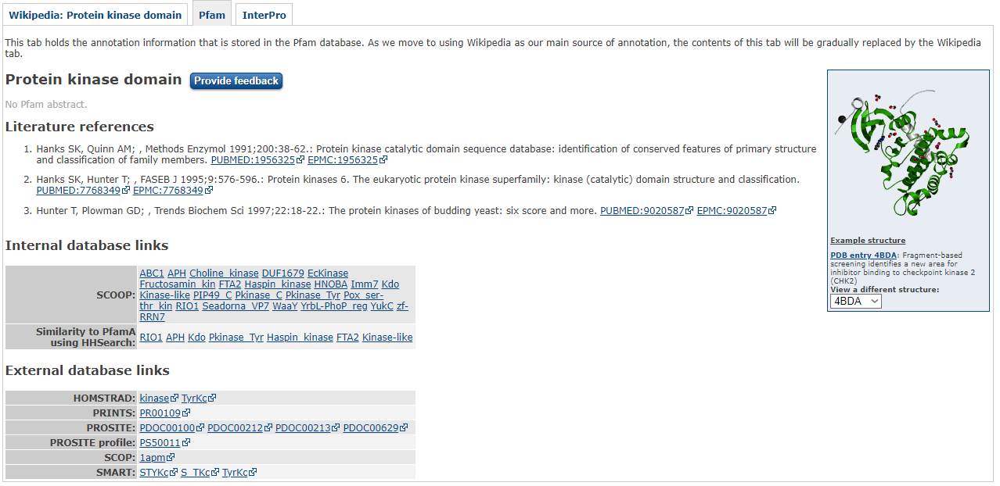 Wikipedia: Protein kinase domain Pfam InterPro
This tab holds the annotation information that is stored in the Pfam database. As we move to using Wikipedia as our main source of annotation, the contents of this tab will be gradually replaced by the Wikipedia
tab.
Protein kinase domain Provide feedback
No Pfam abstract.
Literature references
1. Hanks SK, Quinn AM; , Methods Enzymol 1991;200:38-62.: Protein kinase catalytic domain sequence database: identification of conserved features of primary structure
and classification of family members. PUBMED:1956325 EPMC:1956325
2. Hanks SK, Hunter T; , FASEB J 1995;9:576-596.: Protein kinases 6. The eukaryotic protein kinase superfamily: kinase (catalytic) domain structure and classification.
PUBMED:7768349 EPMC:7768349
3. Hunter T, Plowman GD; , Trends Biochem Sci 1997;22:18-22.: The protein kinases of budding yeast: six score and more. PUBMED:9020587 EPMC:9020587
Example structure
PDB entry 4BDA: Fragment-based
screening identifies a new area for
inhibitor binding to checkpoint kinase 2
(CHK2)
View a different structure:
4BDA
Internal database links
SCOOP:
ABC1 APH Choline_kinase DUF1679 EcKinase
Fructosamin_kin FTA2 Haspin_kinase HNOBA Imm7 Kdo
Kinase-like PIP49_C Pkinase_C Pkinase_Tyr Pox_ser-
thr_kin RIO1 Seadorna_VP7 WaaY YrbL-PhoP_reg YukC zf-
RRN7
Similarity to PfamA
using HHSearch:
RIO1 APH Kdo Pkinase_Tyr Haspin_kinase FTA2 Kinase-like
External database links
HOMSTRAD: kinase TyrKc
PRINTS: PR00109
PROSITE: PDOC00100 PDOC00212 PDOC00213 PDOC00629
PROSITE profile: PS50011
SCOP: 1apm
SMART: STYKc S_TKc TyrKc